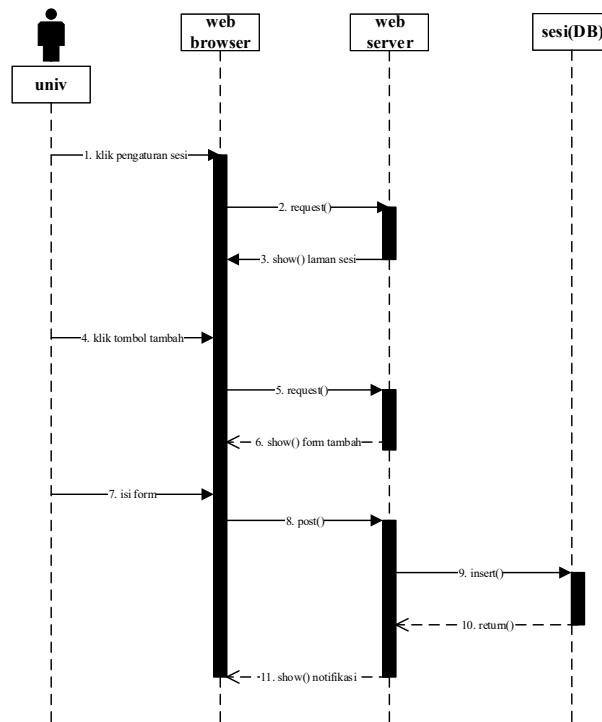 web
browser
web
server
sesi(DB)
univ
1. klik pengaturan sesi
2. request()
3. show() laman sesi
4. klik tombol tambah
5. request()
6. show() form tambah
7. isi form
8. post()
9. insert()
10. return()
11. show() notifikasi